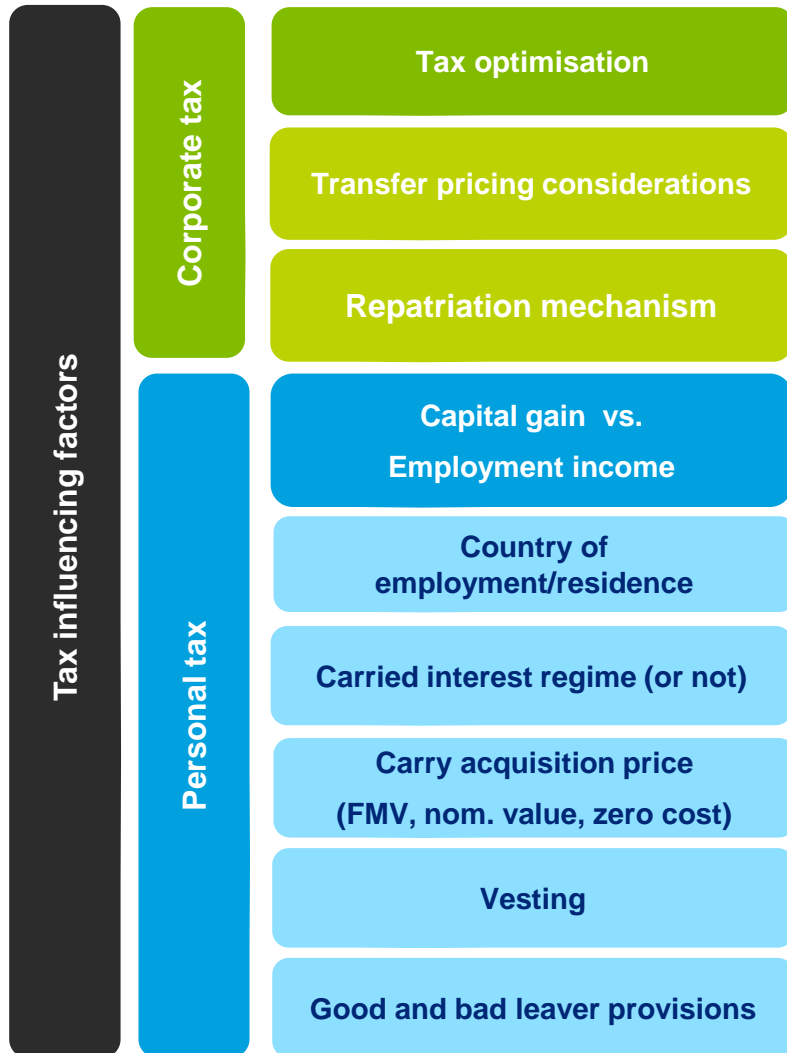 Tax influencing factors
Corporate tax
Tax optimisation
Transfer pricing considerations
Repatriation mechanism
Personal tax
Capital gain vs.
Employment income
Country of
employment/residence
Carried interest regime (or not)
Carry acquisition price
(FMV, nom. value, zero cost)
Vesting
Good and bad leaver provisions